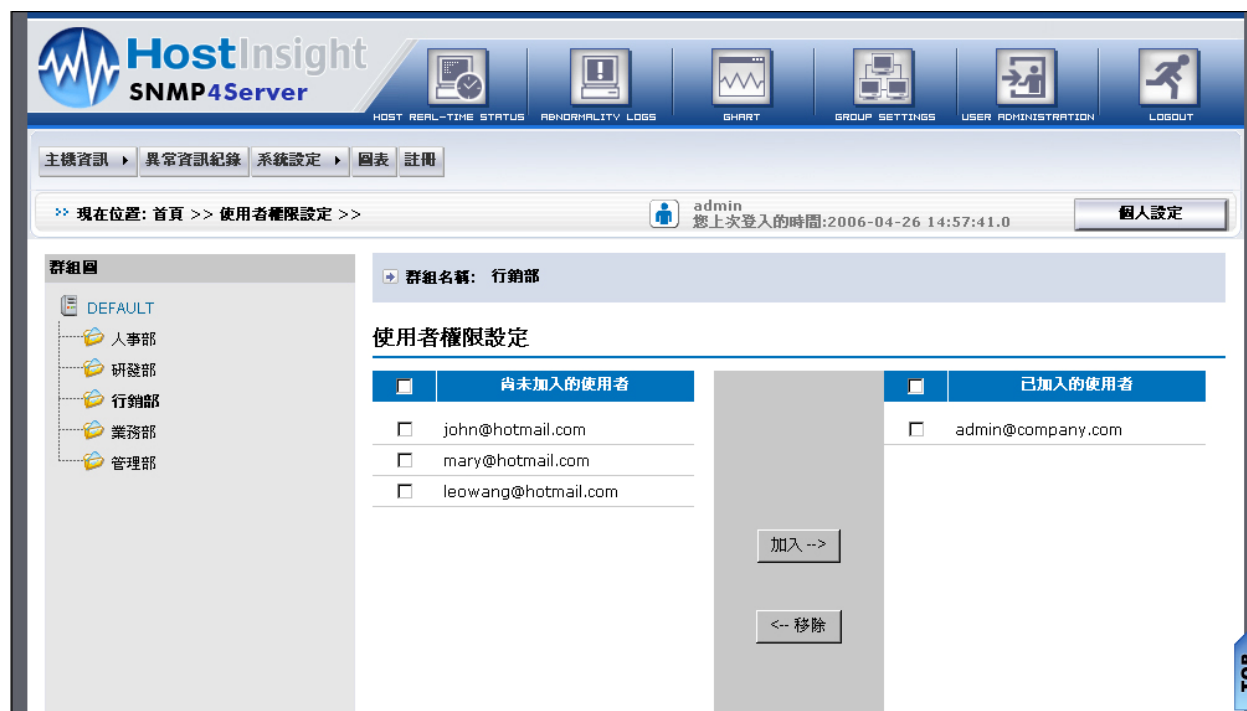 HostInsight
SNMP4Server
HOST REAL-TIME STATUS
ABNORMALITY LOGS
GHART
GROUP SETTINGS
USER ADMINISTRATION
LOGOUT
主機資訊
異常資訊紀錄
系統設定
圖表
註冊
現在位置: 首頁 >> 使用者權限設定 >>
admin
您上次登入的時間:2006-04-26 14:57:41.0
個人設定
群組圖
DEFAULT
人事部
研發部
行銷部
業務部
管理部
群組名稱: 行銷部
使用者權限設定
尚未加入的使用者
已加入的使用者
john@hotmail.com
admin@company.com
mary@hotmail.com
leowang@hotmail.com
加入 -->
<-- 移除
TOP